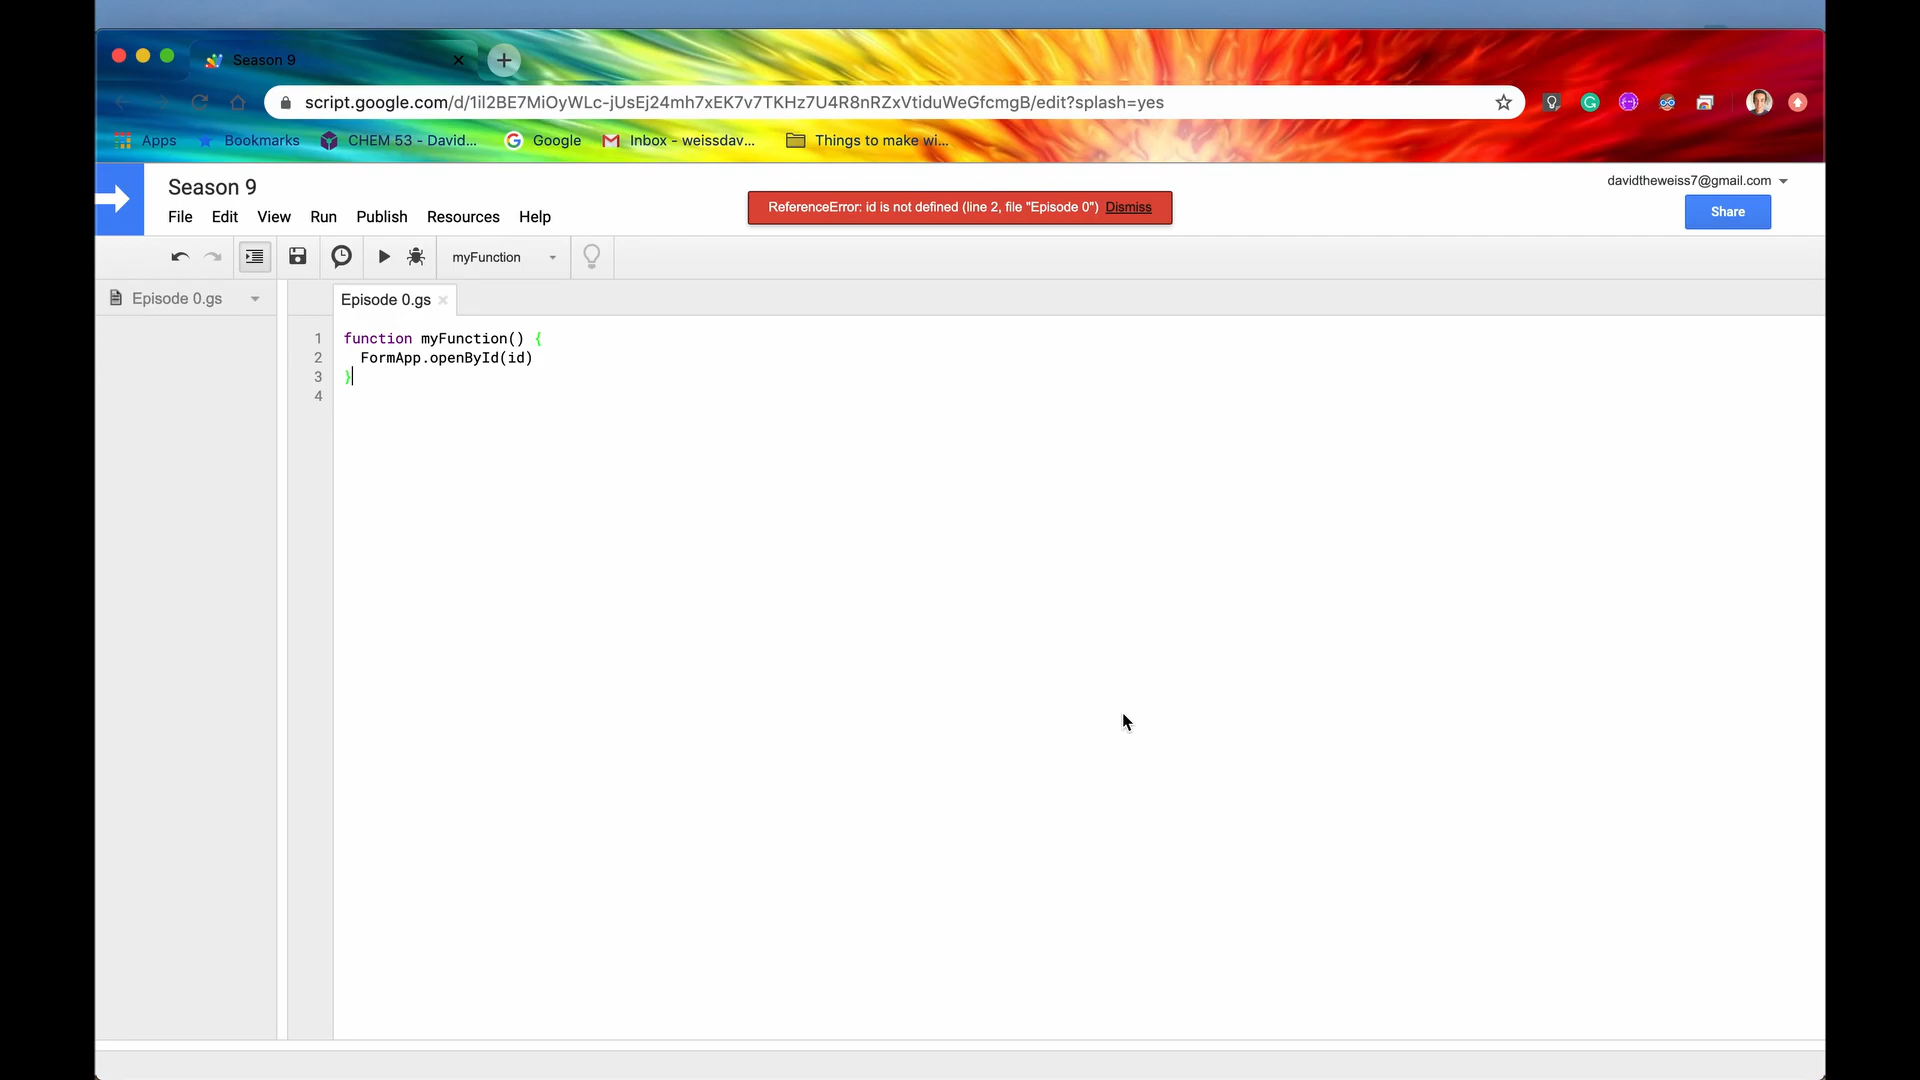 Season 9
script.google.com/d/1il2BE7MiOyWLc-jUsEj24mh7xEK7v7TKHz7U4R8nRZxVtiduWeGfcmgB/edit?splash=yes
Apps Bookmarks CHEM 53 - David... Google Inbox - weissdav... Things to make wi...
Season 9
davidtheweiss7@gmail.com
ReferenceError: id is not defined (line 2, file "Episode 0") Dismiss
Share
File Edit View Run Publish Resources Help
myFunction
Episode 0.gs
Episode 0.gs
1 function myFunction() {
2 FormApp.openById(id)
3 }
4